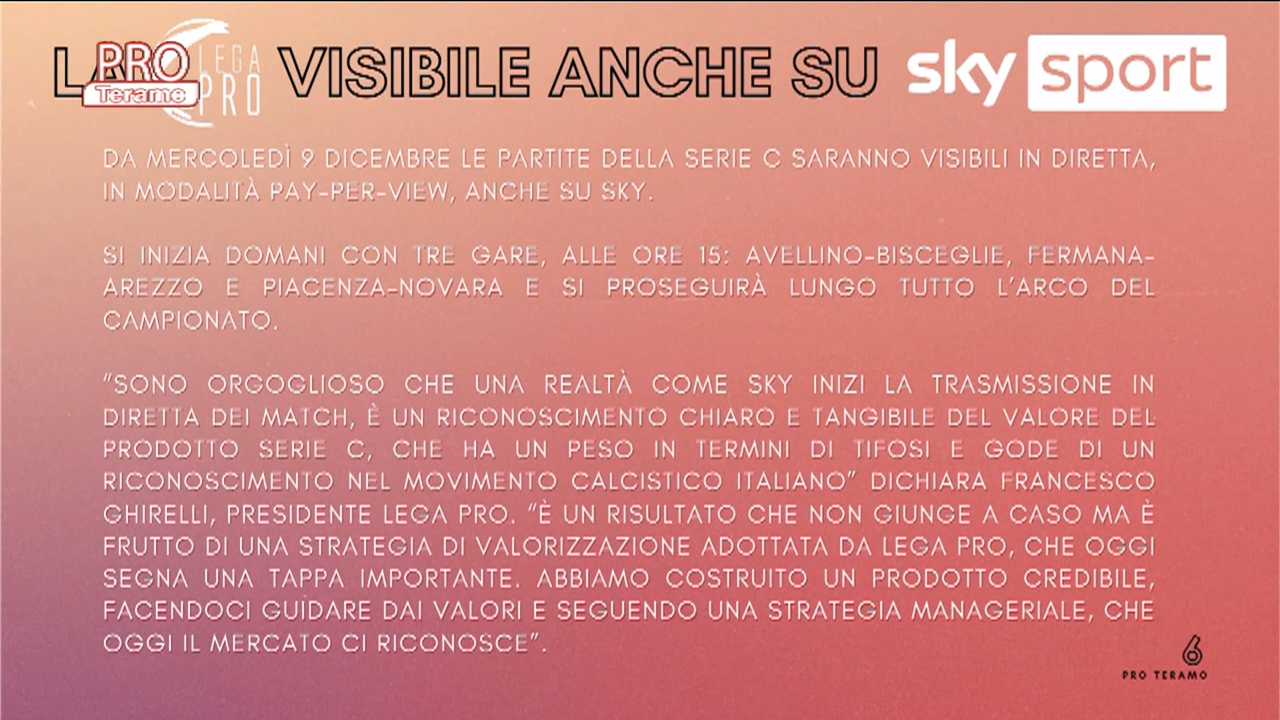 LA LEGA PRO VISIBILE ANCHE SU sky sport
PRO
Teramo
DA MERCOLEDÌ 9 DICEMBRE LE PARTITE DELLA SERIE C SARANNO VISIBILI IN DIRETTA,
IN MODALITÀ PAY-PER-VIEW, ANCHE SU SKY.
SI INIZIA DOMANI CON TRE GARE, ALLE ORE 15: AVELLINO-BISCEGLIE, FERMANA-
AREZZO E PIACENZA-NOVARA E SI PROSEGUIRÀ LUNGO TUTTO L'ARCO DEL
CAMPIONATO.
"SONO ORGOGLIOSO CHE UNA REALTÀ COME SKY INIZI LA TRASMISSIONE IN
DIRETTA DEI MATCH, È UN RICONOSCIMENTO CHIARO E TANGIBILE DEL VALORE DEL
PRODOTTO SERIE C, CHE HA UN PESO IN TERMINI DI TIFOSI E GODE DI UN
RICONOSCIMENTO NEL MOVIMENTO CALCISTICO ITALIANO" DICHIARA FRANCESCO
GHIRELLI, PRESIDENTE LEGA PRO. "È UN RISULTATO CHE NON GIUNGE A CASO MA È
FRUTTO DI UNA STRATEGIA DI VALORIZZAZIONE ADOTTATA DA LEGA PRO, CHE OGGI
SEGNA UNA TAPPA IMPORTANTE. ABBIAMO COSTRUITO UN PRODOTTO CREDIBILE,
FACENDOCI GUIDARE DAI VALORI E SEGUENDO UNA STRATEGIA MANAGERIALE, CHE
OGGI IL MERCATO CI RICONOSCE".
6
PRO TERAMO